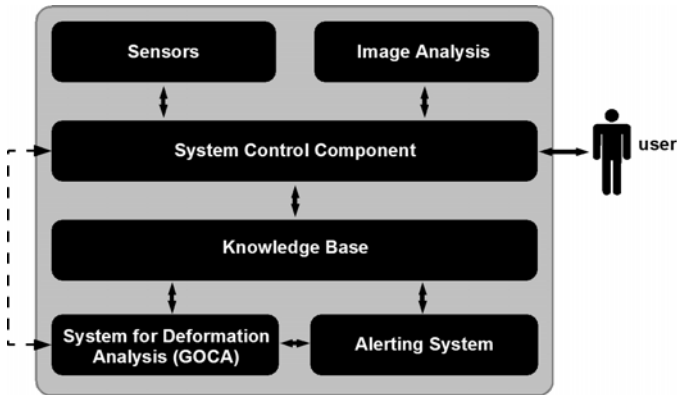 Sensors
Image Analysis
System Control Component
user
Knowledge Base
System for Deformation
Analysis (GOCA)
Alerting System